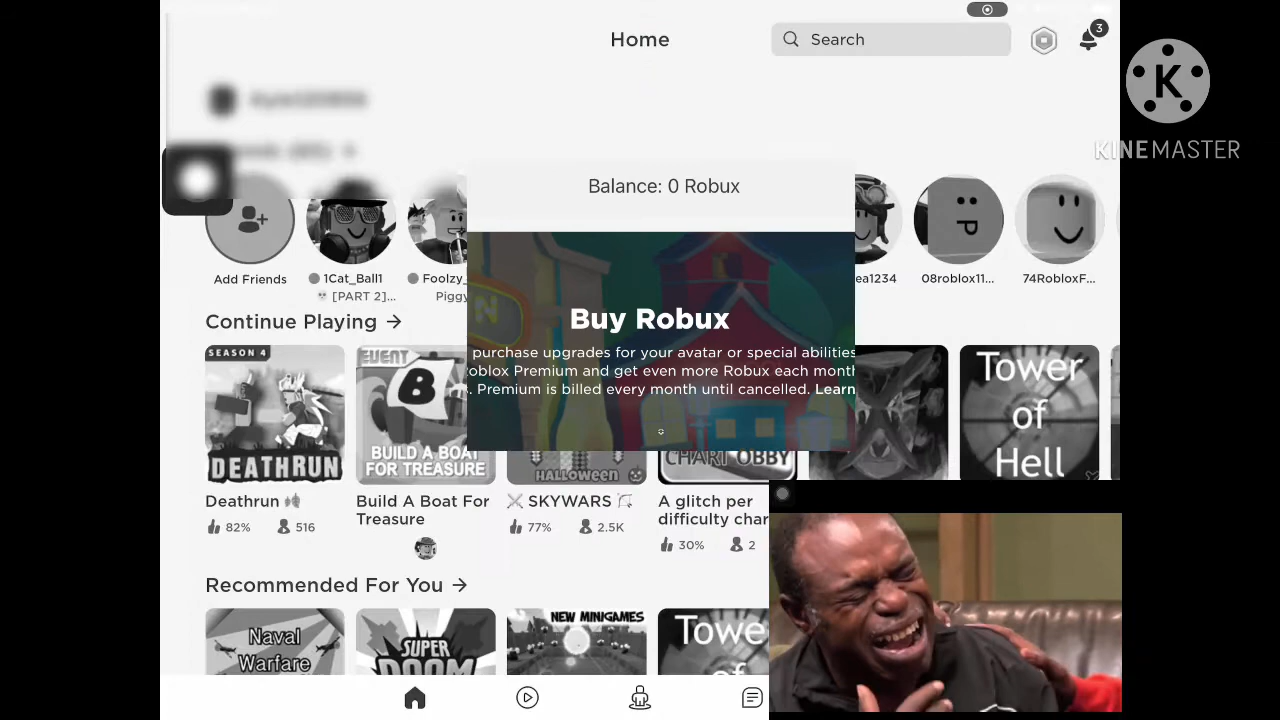 Home
Search
3
K
KINEMASTER
Balance: 0 Robux
Add Friends
1Cat_Ball1
[PART 2]...
Foolzy_
Piggy
ea1234
08roblox11...
74RobloxF...
Continue Playing →
Buy Robux
purchase upgrades for your avatar or special abilities
oblox Premium and get even more Robux each month
. Premium is billed every month until cancelled. Learn
SEASON 4
DEATHRUN
EVENT
B
BUILD A BOAT
FOR TREASURE
HALLOWEEN
CHART OBBY
Tower
of
Hell
Deathrun
82% 516
Build A Boat For
Treasure
SKYWARS
77% 2.5K
A glitch per
difficulty char
30% 2
Recommended For You →
Naval
Warfare
SUPER
DOOM
NEW MINIGAMES
Towe
of